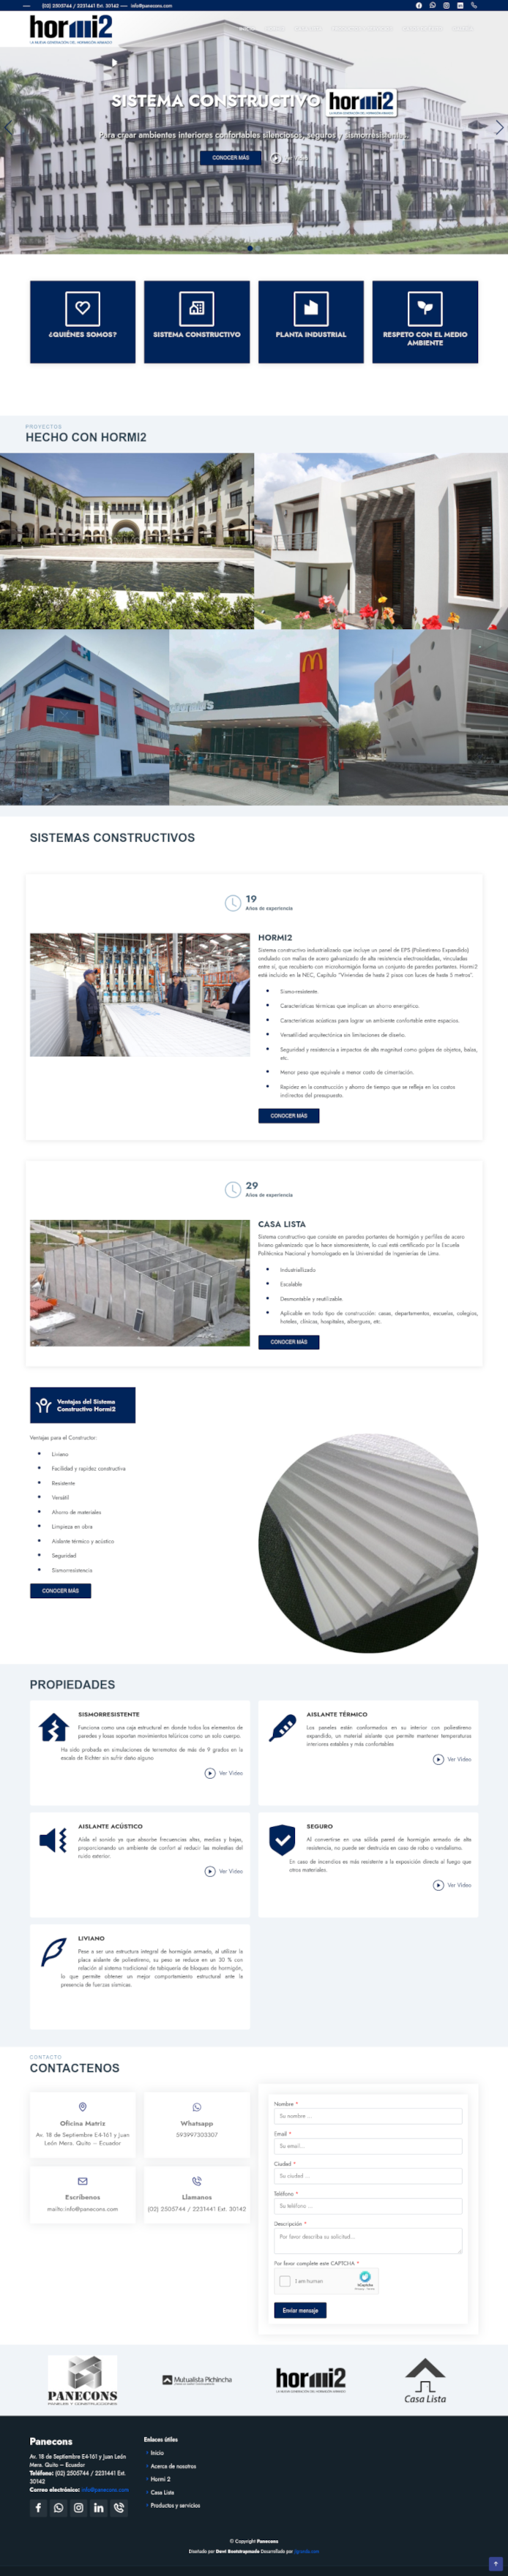 (02) 2505744 / 2231441 Ext. 30142 — info@panecons.com
hormi2
LA NUEVA GENERACIÓN DEL HORMIGÓN ARMADO
SISTEMA CONSTRUCTIVO hormi2
Para crear ambientes interiores confortables silenciosos, seguros y sismorresistentes.
CONOCER MÁS
¿QUIÉNES SOMOS?
SISTEMA CONSTRUCTIVO
PLANTA INDUSTRIAL
RESPETO CON EL MEDIO
AMBIENTE
PROYECTOS
HECHO CON HORMI2
SISTEMAS CONSTRUCTIVOS
19
Años de experiencia
HORMI2
Sistema constructivo industrializado que incluye un panel de EPS (Poliestireno Expandido)
ondulado con mallas de acero galvanizado de alta resistencia electrosoldadas, vinculadas
entre sí, que recubierto con microhormigón forma un conjunto de paredes portantes. Hormi2
está incluido en la NEC, Capítulo "Viviendas de hasta 2 pisos con luces de hasta 5 metros".
Sismorresistente.
Características térmicas que implican un ahorro energético.
Características acústicas para lograr un ambiente confortable entre espacios.
Versatilidad arquitectónica sin limitaciones de diseño.
Seguridad y resistencia a impactos de alta magnitud como golpes de objetos, balas,
etc.
Menor peso que equivale a menor costo de cimentación.
Rapidez en la construcción y ahorro de tiempo que se refleja en los costos
indirectos del presupuesto.
CONOCER MÁS
29
Años de experiencia
CASA LISTA
Sistema constructivo que consiste en paredes portantes de hormigón y perfiles de acero
liviano galvanizado que lo hace sismorresistente, lo cual está certificado por la Escuela
Politécnica Nacional y homologado en la Universidad de Ingenierías de Lima.
Industriallizado
Escalable
Desmontable y reutilizable.
Aplicable en todo tipo de construcción: casas, departamentos, escuelas, colegios,
hoteles, clínicas, hospitales, albergues, etc.
CONOCER MÁS
Ventajas del Sistema
Constructivo Hormi2
Ventajas para el Constructor:
Liviano
Facilidad y rapidez constructiva
Resistente
Versátil
Ahorro de materiales
Limpieza en obra
Aislante térmico y acústico
Seguridad
Sismorresistencia
CONOCER MÁS
PROPIEDADES
SISMORRESISTENTE
Funciona como una caja estructural en donde todos los elementos de
paredes y losas soportan movimientos telúricos como un solo cuerpo.
Ha sido probada en simulaciones de terremotos de más de 9 grados en la
escala de Richter sin sufrir daño alguno
Ver Video
AISLANTE TÉRMICO
Los paneles están conformados en su interior con poliestireno
expandido, un material aislante que permite mantener temperaturas
interiores estables y más confortables
Ver Video
AISLANTE ACÚSTICO
Aísla el sonido ya que absorbe frecuencias altas, medias y bajas,
proporcionando un ambiente de confort al reducir las molestias del
ruido exterior.
Ver Video
SEGURO
Al convertirse en una sólida pared de hormigón armado de alta
resistencia, no puede ser destruida en caso de robo o vandalismo.
En caso de incendios es más resistente a la exposición directa al fuego que
otros materiales.
Ver Video
LIVIANO
Pese a ser una estructura integral de hormigón armado, al utilizar la
placa aislante de poliestireno, su peso se reduce en un 30 % con
relación al sistema tradicional de tabiquería de bloques de hormigón,
lo que permite obtener un mejor comportamiento estructural ante la
presencia de fuerzas sísmicas.
CONTACTO
CONTACTENOS
Oficina Matriz
Av. 18 de Septiembre E4-161 y Juan
León Mera. Quito – Ecuador
Whatsapp
593997303307
Escríbenos
mailto:info@panecons.com
Llamanos
(02) 2505744 / 2231441 Ext. 30142
Nombre *
Su nombre ...
Email *
Su email ...
Ciudad *
Su ciudad ...
Teléfono *
Su teléfono ...
Descripción *
Por favor describa su solicitud...
Por favor complete este CAPTCHA *
I am human
hCaptcha
Enviar mensaje
PANECONS
PANELES Y CONSTRUCCIONES
Mutualista Pichincha
hormi2
LA NUEVA GENERACIÓN DEL HORMIGÓN ARMADO
Casa Lista
Panecons
Av. 18 de Septiembre E4-161 y Juan León
Mera. Quito – Ecuador
Teléfono: (02) 2505744 / 2231441 Ext.
30142
Correo electrónico: info@panecons.com
Enlaces útiles
Inicio
Acerca de nosotros
Hormi 2
Casa Lista
Productos y servicios
© Copyright Panecons